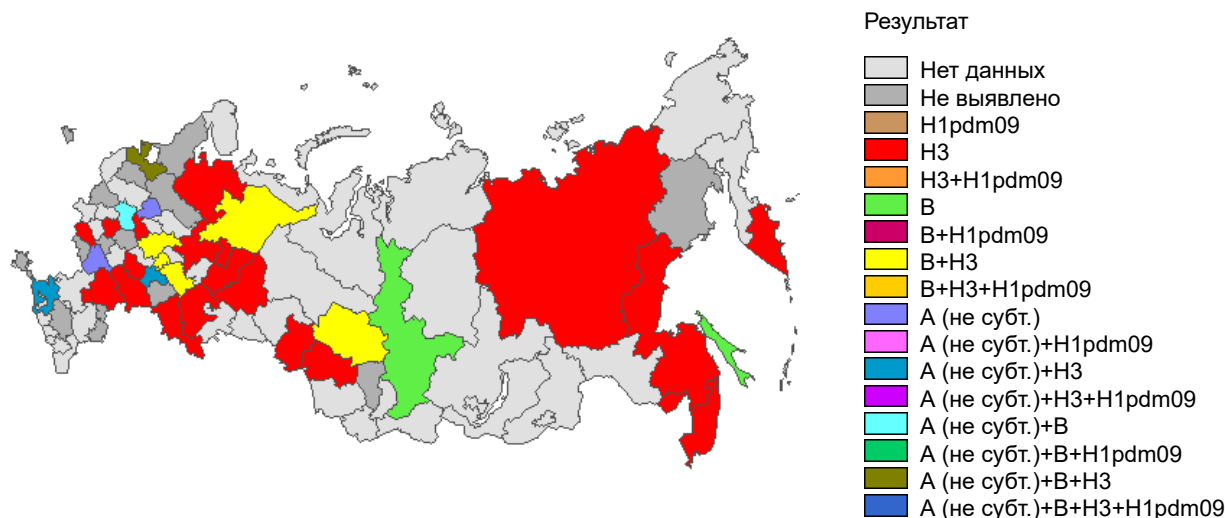 Результат
Нет данных
Не выявлено
H1pdm09
H3
H3+H1pdm09
B
B+H1pdm09
B+H3
B+H3+H1pdm09
A (не субт.)
A (не субт.)+H1pdm09
A (не субт.)+H3
A (не субт.)+H3+H1pdm09
A (не субт.)+B
A (не субт.)+B+H1pdm09
A (не субт.)+B+H3
A (не субт.)+B+H3+H1pdm09